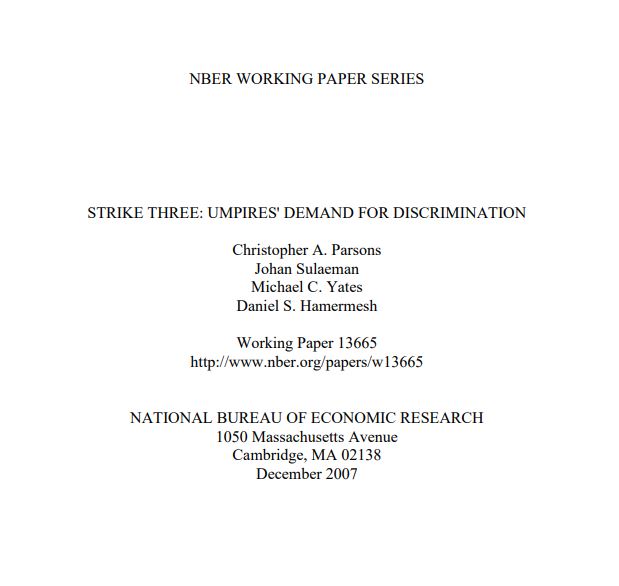 NBER WORKING PAPER SERIES
STRIKE THREE: UMPIRES' DEMAND FOR DISCRIMINATION
Christopher A. Parsons
Johan Sulaeman
Michael C. Yates
Daniel S. Hamermesh
Working Paper 13665
http://www.nber.org/papers/w13665
NATIONAL BUREAU OF ECONOMIC RESEARCH
1050 Massachusetts Avenue
Cambridge, MA 02138
December 2007